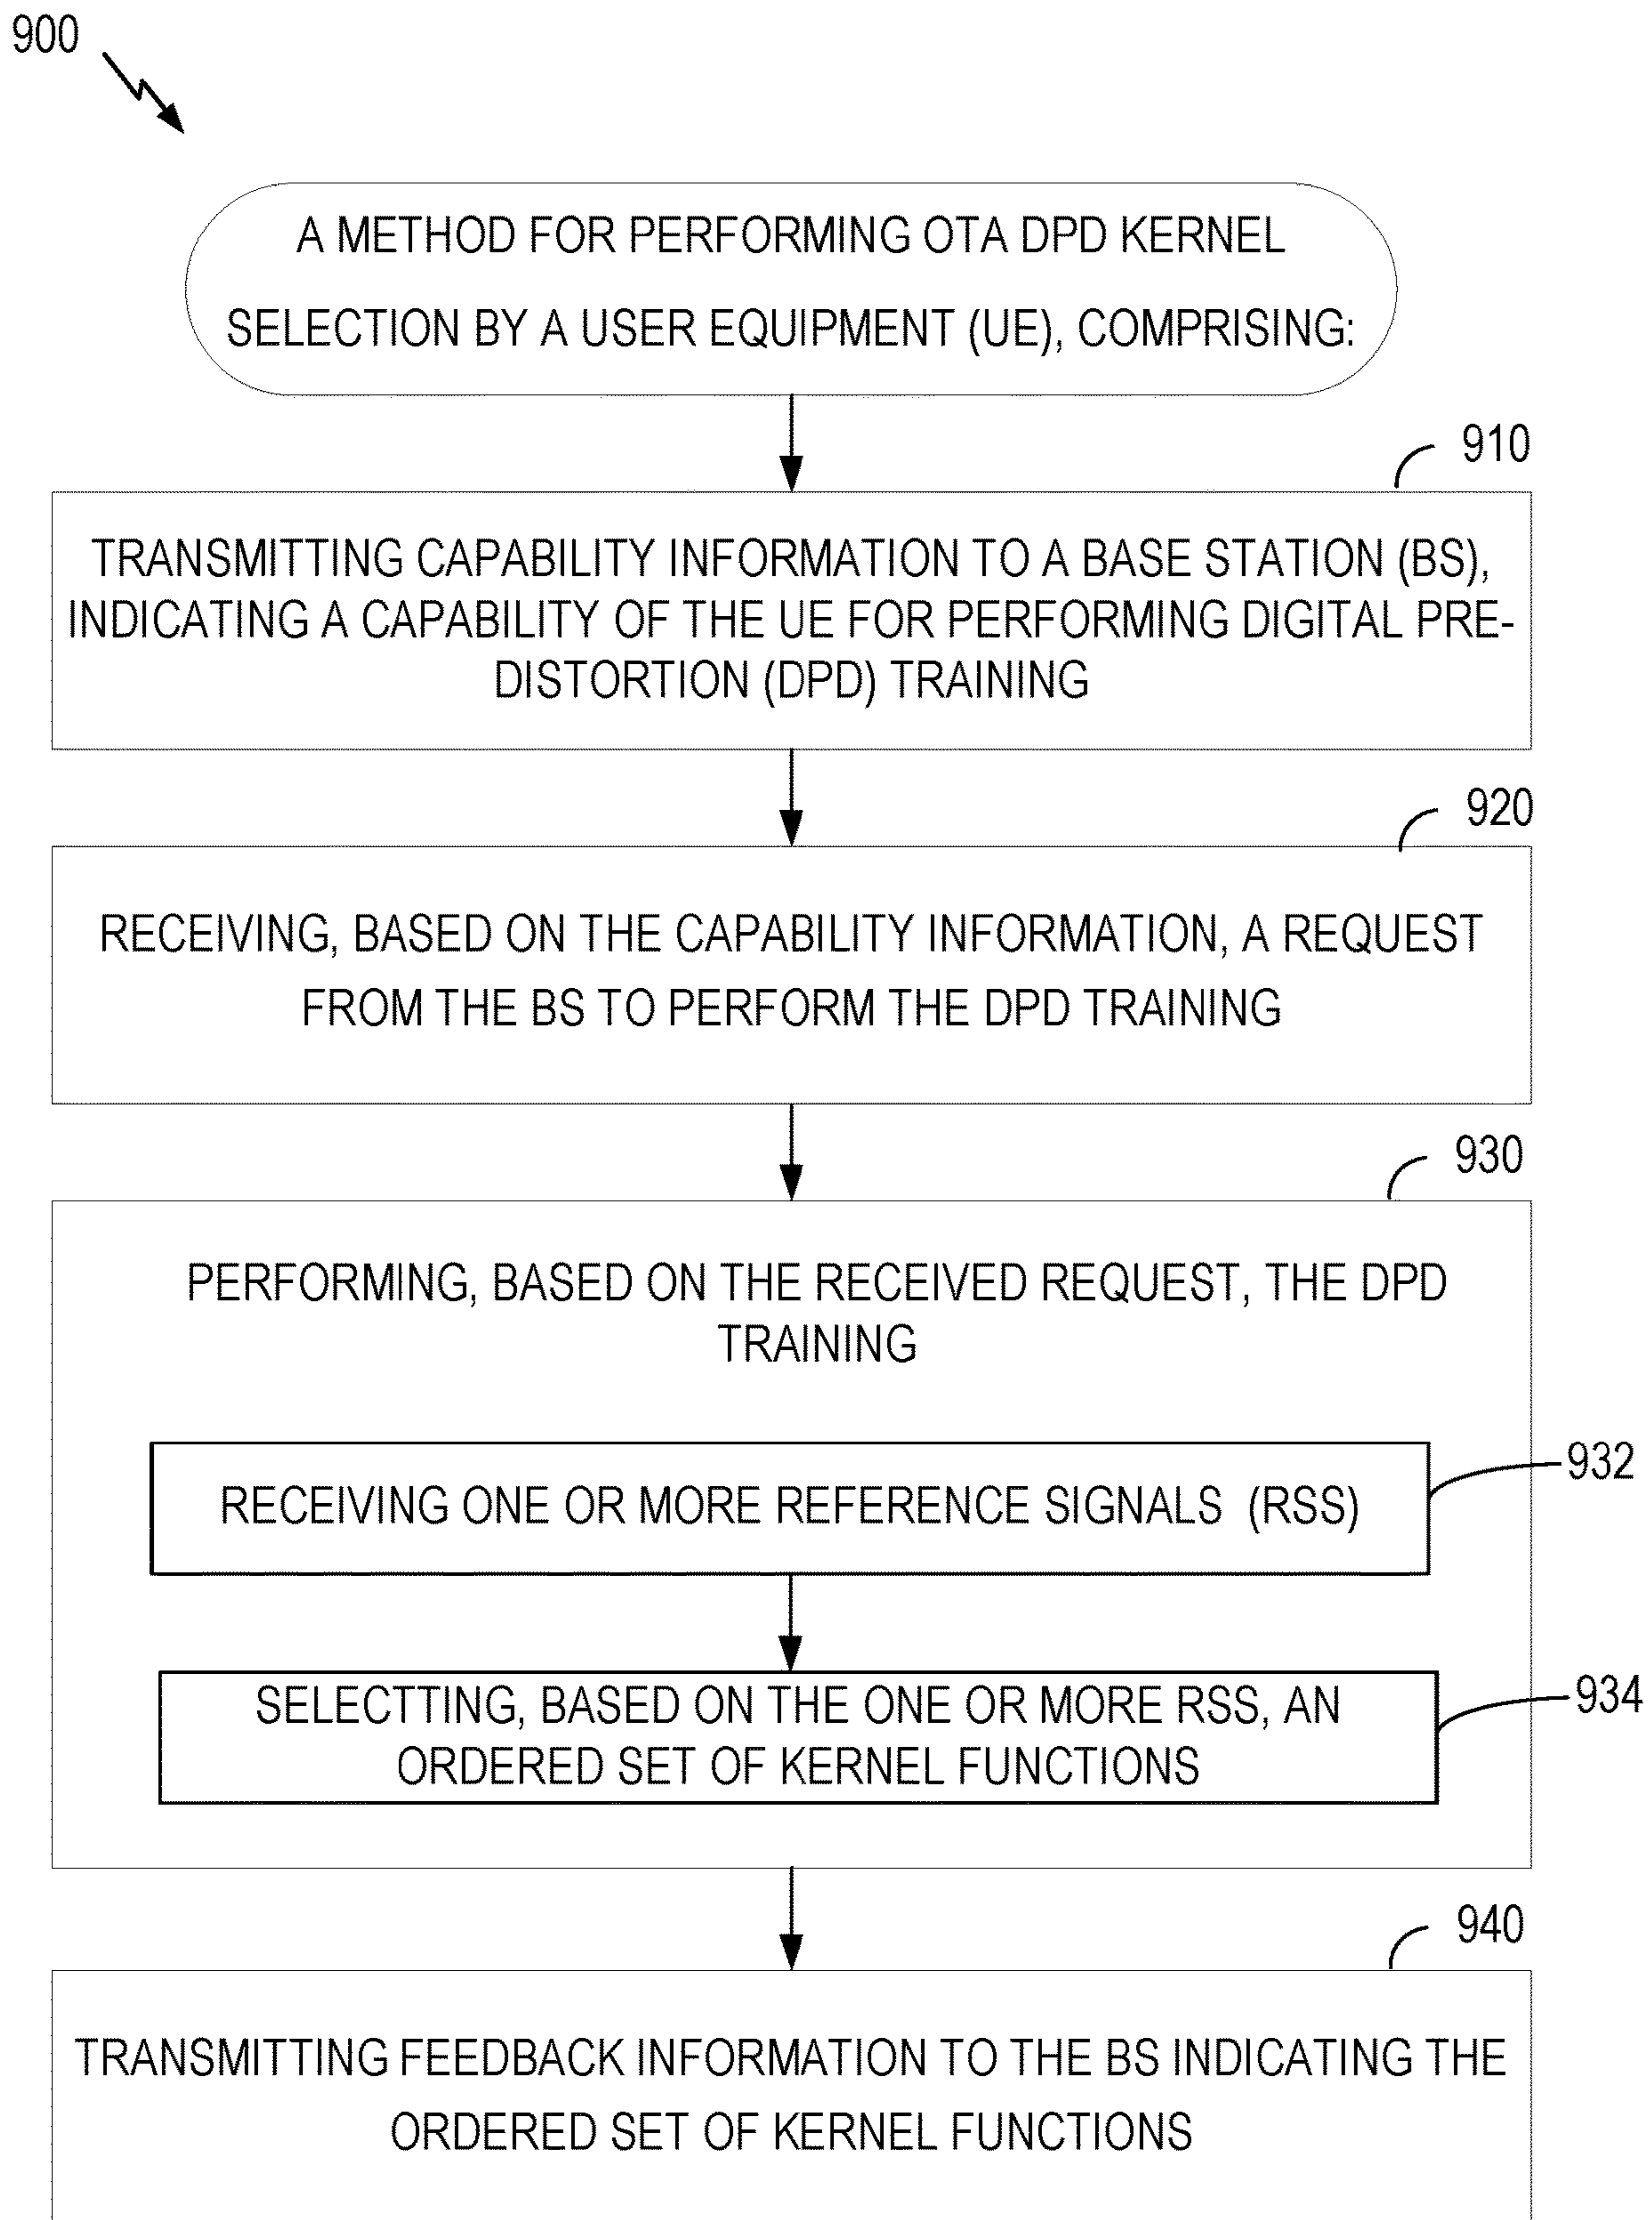 900
A METHOD FOR PERFORMING OTA DPD KERNEL
SELECTION BY A USER EQUIPMENT (UE), COMPRISING:
910
TRANSMITTING CAPABILITY INFORMATION TO A BASE STATION (BS),
INDICATING A CAPABILITY OF THE UE FOR PERFORMING DIGITAL PRE-
DISTORTION (DPD) TRAINING
920
RECEIVING, BASED ON THE CAPABILITY INFORMATION, A REQUEST
FROM THE BS TO PERFORM THE DPD TRAINING
930
PERFORMING, BASED ON THE RECEIVED REQUEST, THE DPD
TRAINING
932
RECEIVING ONE OR MORE REFERENCE SIGNALS (RSS)
934
SELECTTING, BASED ON THE ONE OR MORE RSS, AN
ORDERED SET OF KERNEL FUNCTIONS
940
TRANSMITTING FEEDBACK INFORMATION TO THE BS INDICATING THE
ORDERED SET OF KERNEL FUNCTIONS